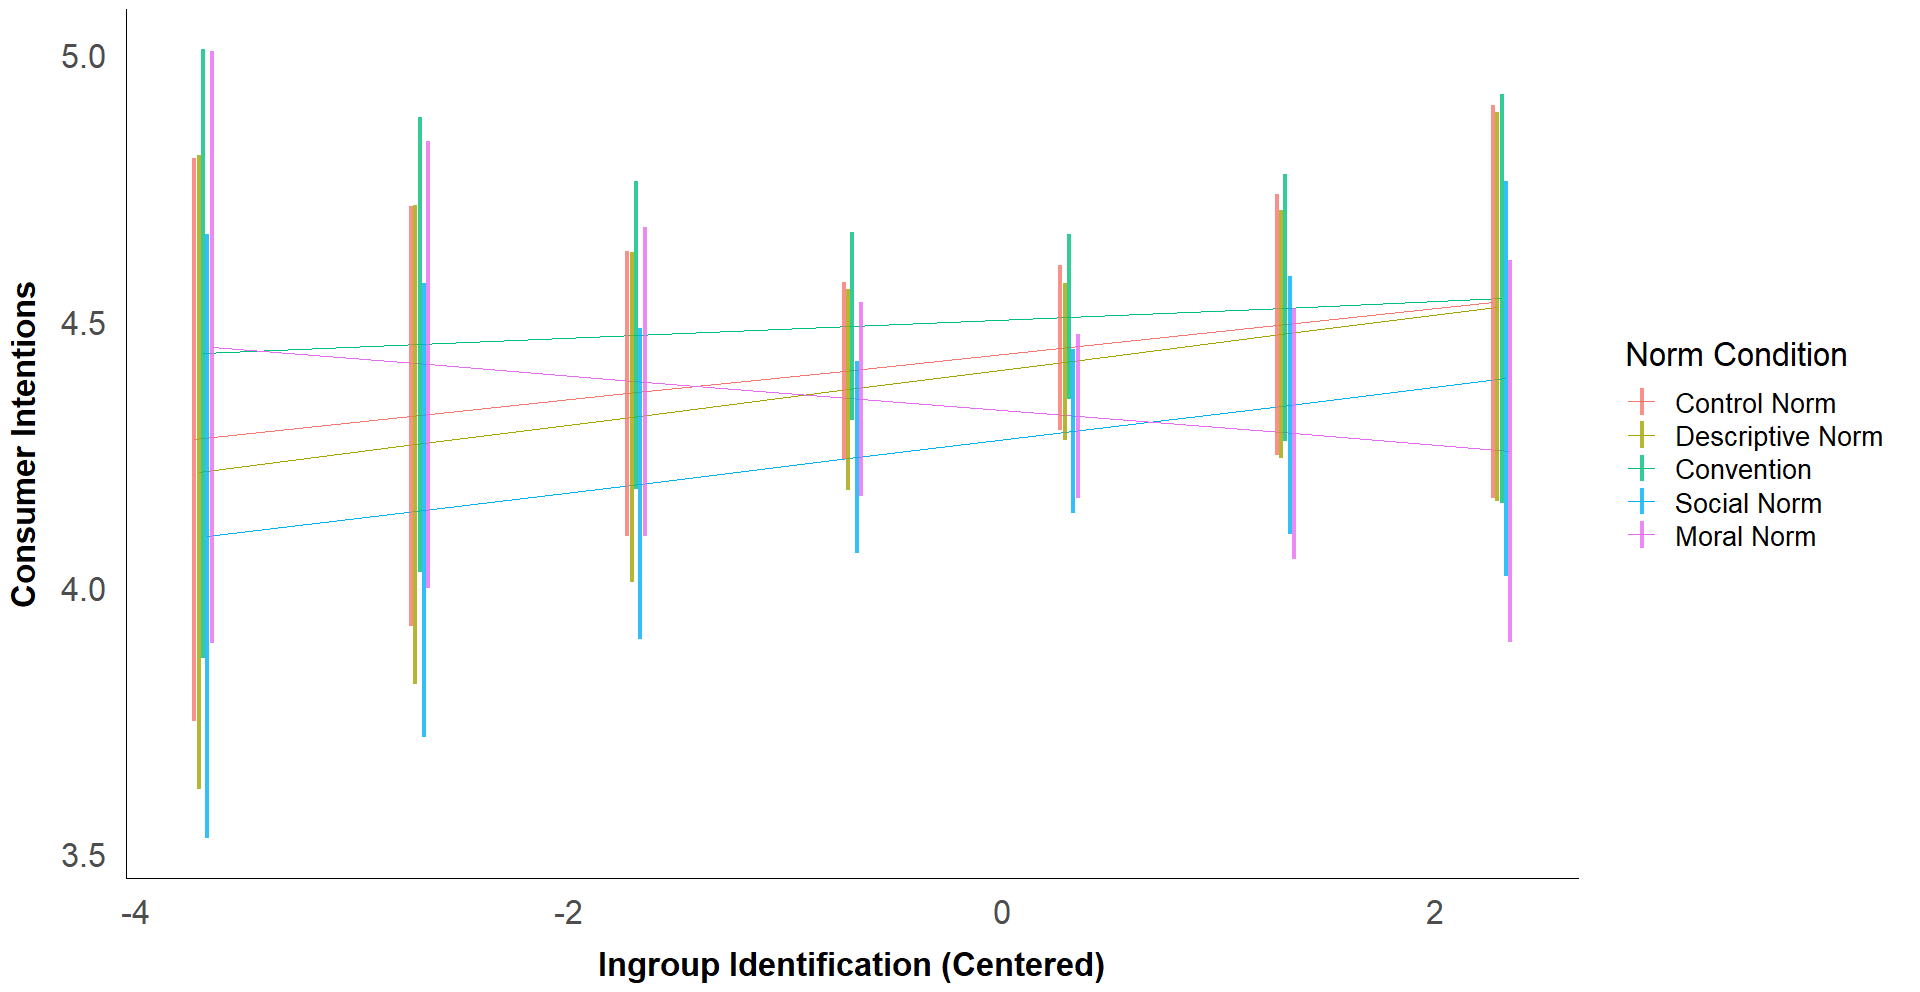 5.0
4.5
4.0
3.5
Consumer Intentions
-4
-2
0
2
Ingroup Identification (Centered)
Norm Condition
Control Norm
Descriptive Norm
Convention
Social Norm
Moral Norm